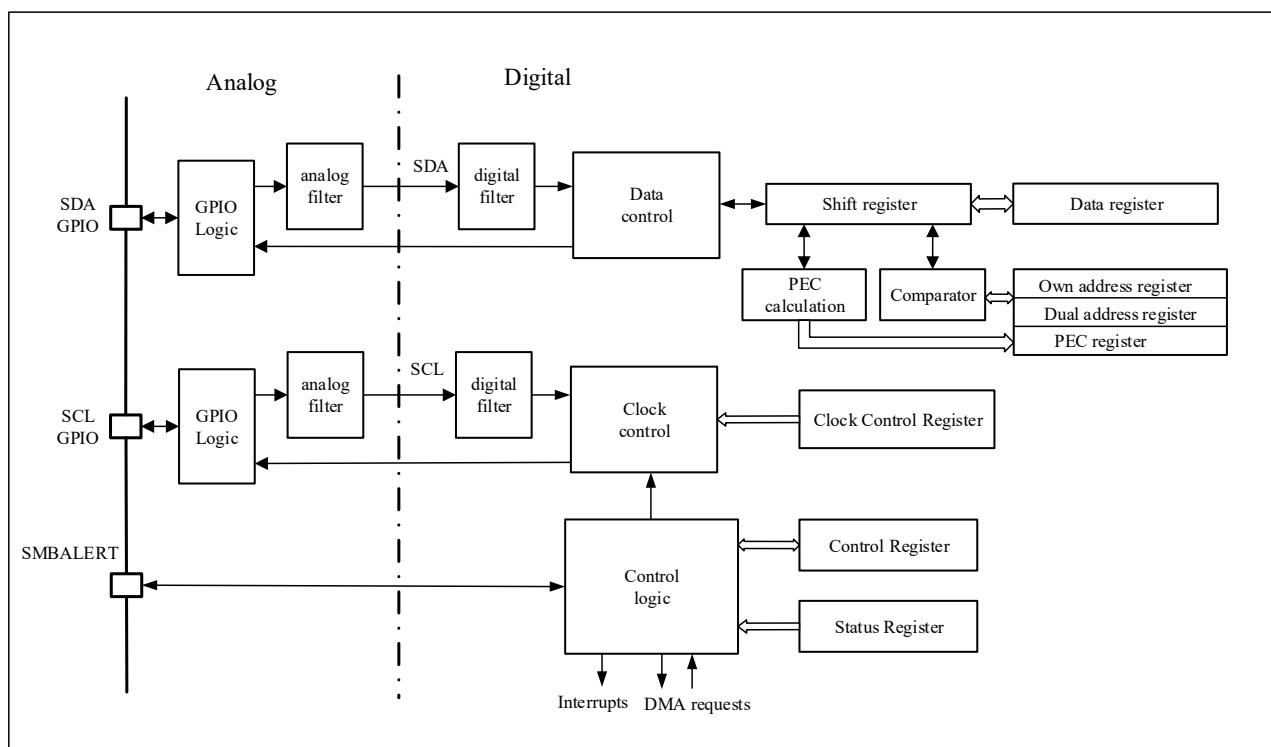 Analog
Digital
SDA
GPIO
GPIO
Logic
analog
filter
SDA
digital
filter
Data
control
Shift register
Data register
PEC
calculation
Comparator
Own address register
Dual address register
PEC register
SCL
GPIO
GPIO
Logic
analog
filter
SCL
digital
filter
Clock
control
Clock Control Register
SMBALERT
Control
logic
Control Register
Status Register
Interrupts
DMA requests